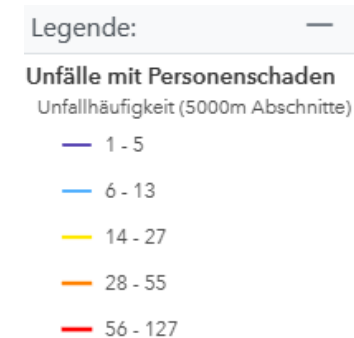 Legende:
Unfälle mit Personenschaden
Unfallhäufigkeit (5000m Abschnitte)
1 - 5
6 - 13
14 - 27
28 - 55
56 - 127